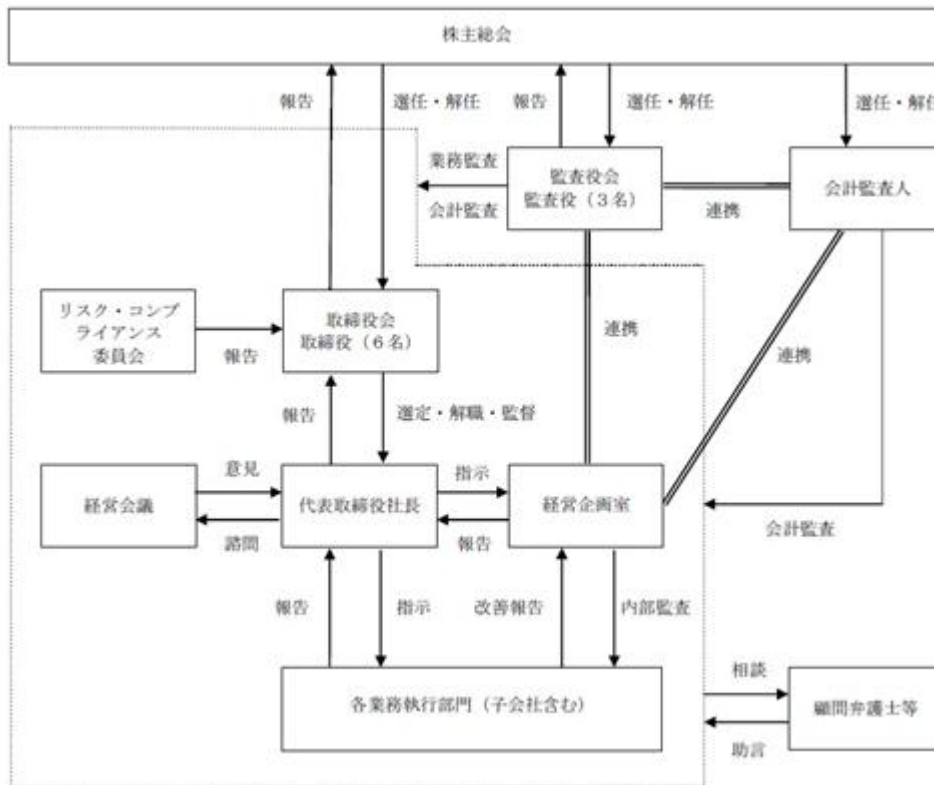 株主総会
報告
選任・解任
報告
選任・解任
選任・解任
業務監査
会計監査
監査役会
監査役(3名)
連携
会計監査人
リスク・コンプ
ライアンス
委員会
報告
取締役会
取締役(6名)
連携
連携
報告
選定・解職・監督
経営会議
意見
諮問
代表取締役社長
指示
報告
経営企画室
会計監査
報告
指示
改善報告
内部監査
各業務執行部門(子会社含む)
相談
助言
顧問弁護士等